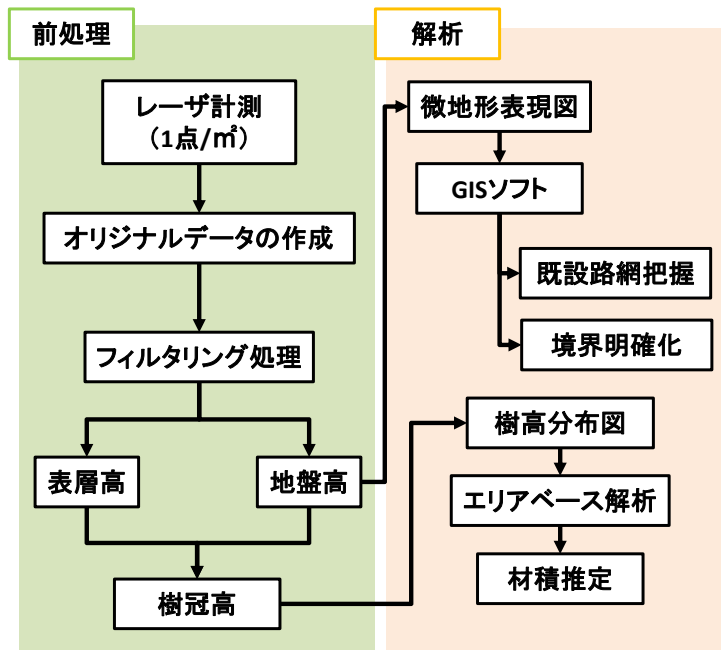 前処理
レーザ計測
（1点/㎡）
オリジナルデータの作成
フィルタリング処理
表層高
地盤高
樹冠高
解析
微地形表現図
GISソフト
既設路網把握
境界明確化
樹高分布図
エリアベース解析
材積推定